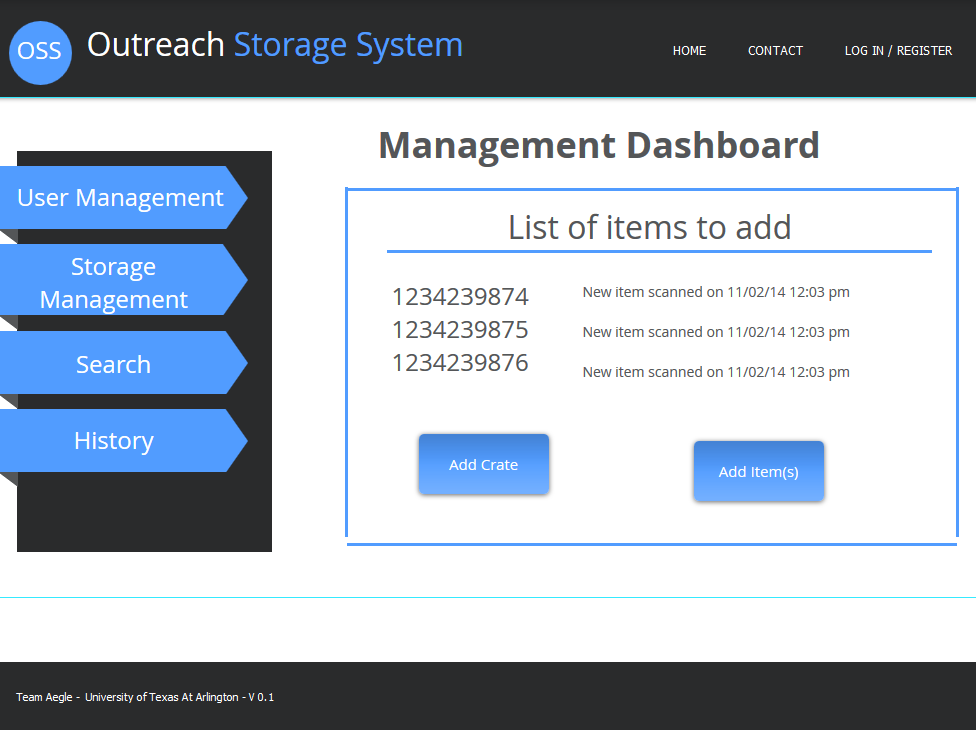 OSS
Outreach Storage System
HOME
CONTACT
LOG IN / REGISTER
Management Dashboard
User Management
Storage
Management
Search
History
List of items to add
1234239874
New item scanned on 11/02/14 12:03 pm
1234239875
New item scanned on 11/02/14 12:03 pm
1234239876
New item scanned on 11/02/14 12:03 pm
Add Crate
Add Item(s)
Team Aegle - University of Texas At Arlington - V 0.1